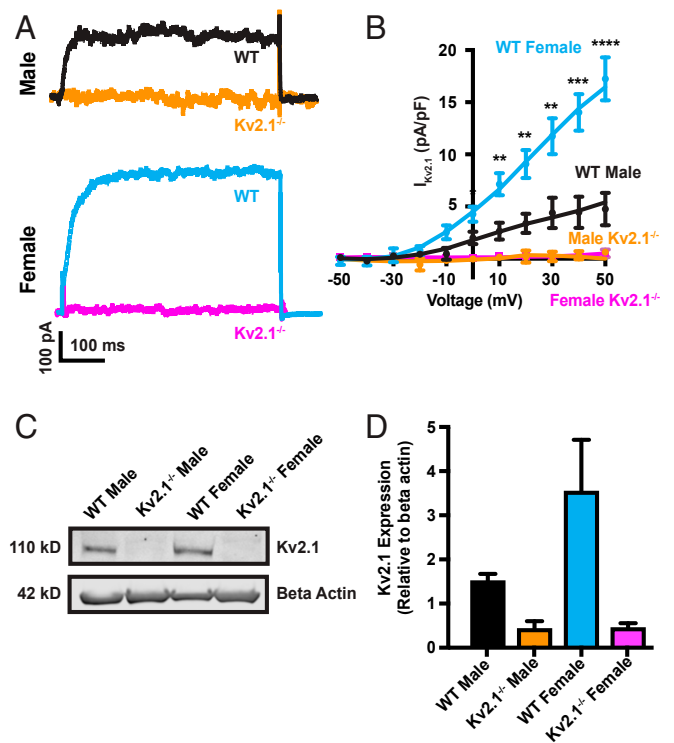 A
Male
WT
Kv2.1-/-
Female
WT
Kv2.1-/-
100 pA
100 ms
B
WT Female
WT Male
Male Kv2.1-/-
Female Kv2.1-/-
IKv2.1 (pA/pF)
20
15
10
5
** ** ** *** ****
-50 -30 -10 10 30 50
Voltage (mV)
C
WT Male
Kv2.1-/- Male
WT Female
Kv2.1-/- Female
110 kD
Kv2.1
42 kD
Beta Actin
D
Kv2.1 Expression
(Relative to beta actin)
5
4
3
2
1
0
WT Male
Kv2.1-/- Male
WT Female
Kv2.1-/- Female